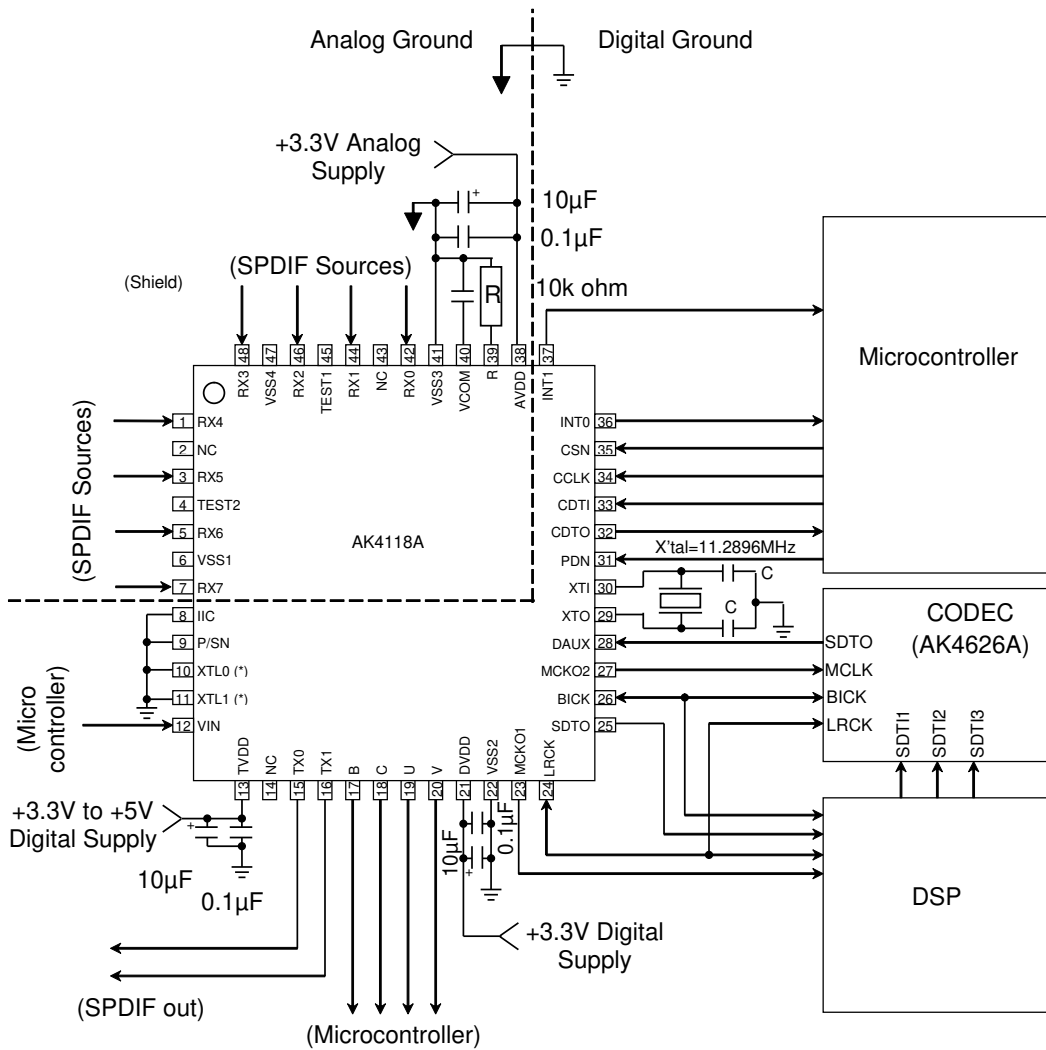 Analog Ground
Digital Ground
+3.3V Analog
Supply
10µF
0.1µF
(Shield)
(SPDIF Sources)
R
10k ohm
48
47
46
45
44
43
42
41
40
39
38
37
RX3
VSS4
RX2
TEST1
RX1
NC
RX0
VSS3
VCOM
R
AVDD
INT1
Microcontroller
(SPDIF Sources)
1 RX4
2 NC
3 RX5
4 TEST2
5 RX6
6 VSS1
7 RX7
8 IIC
9 P/SN
10 XTL0 (*)
11 XTL1 (*)
12 VIN
AK4118A
INT0 36
CSN 35
CCLK 34
CDTI 33
CDTO 32
PDN 31
XTI 30
XTO 29
DAUX 28
MCKO2 27
BICK 26
SDTO 25
X'tal=11.2896MHz
C
C
CODEC
(AK4626A)
SDTO
MCLK
BICK
LRCK
SDTI1
SDTI2
SDTI3
(Micro
controller)
TVDD
NC
TX0
TX1
B
C
U
V
DVDD
VSS2
MCKO1
LRCK
13
14
15
16
17
18
19
20
21
22
23
24
+3.3V to +5V
Digital Supply
+
10µF
0.1µF
10µF
0.1µF
+
+
DSP
+3.3V Digital
Supply
(SPDIF out)
(Microcontroller)